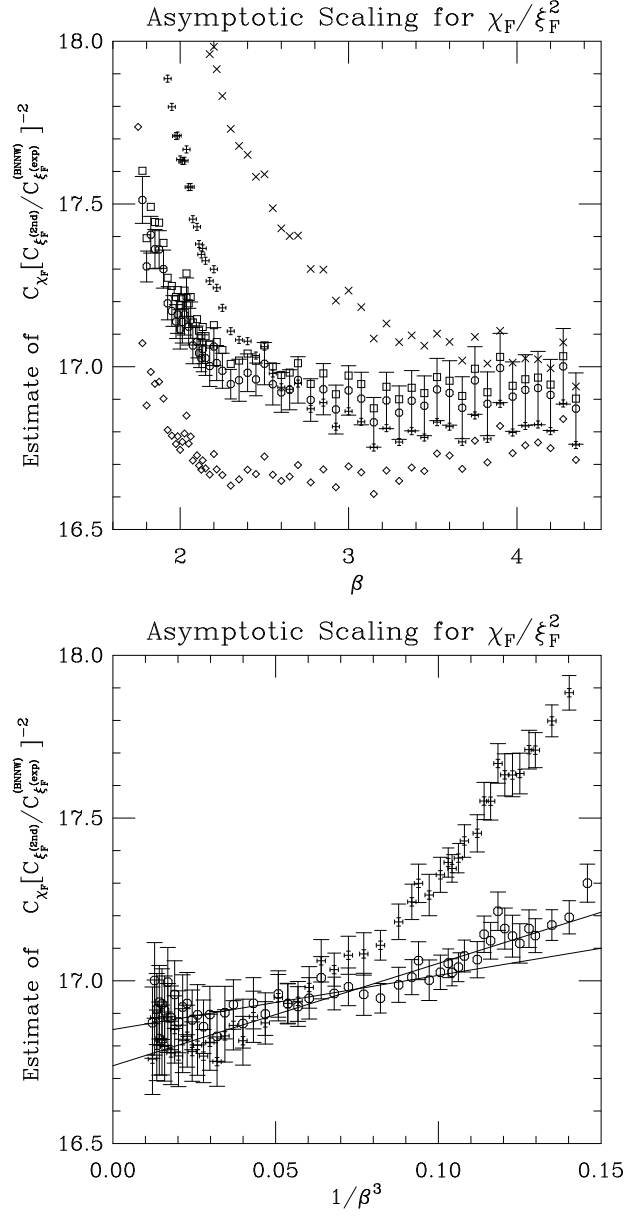 Asymptotic Scaling for χ_F/ξ_F^2
Estimate of C_{χ_F}[C_{ξ_F^{(2nd)}}/C_{ξ_F^{(exp)}}^{(BNNW)}]^{-2}
18.0
17.5
17.0
16.5
2
3
4
β
Asymptotic Scaling for χ_F/ξ_F^2
Estimate of C_{χ_F}[C_{ξ_F^{(2nd)}}/C_{ξ_F^{(exp)}}^{(BNNW)}]^{-2}
18.0
17.5
17.0
16.5
0.00
0.05
0.10
0.15
1/β^3